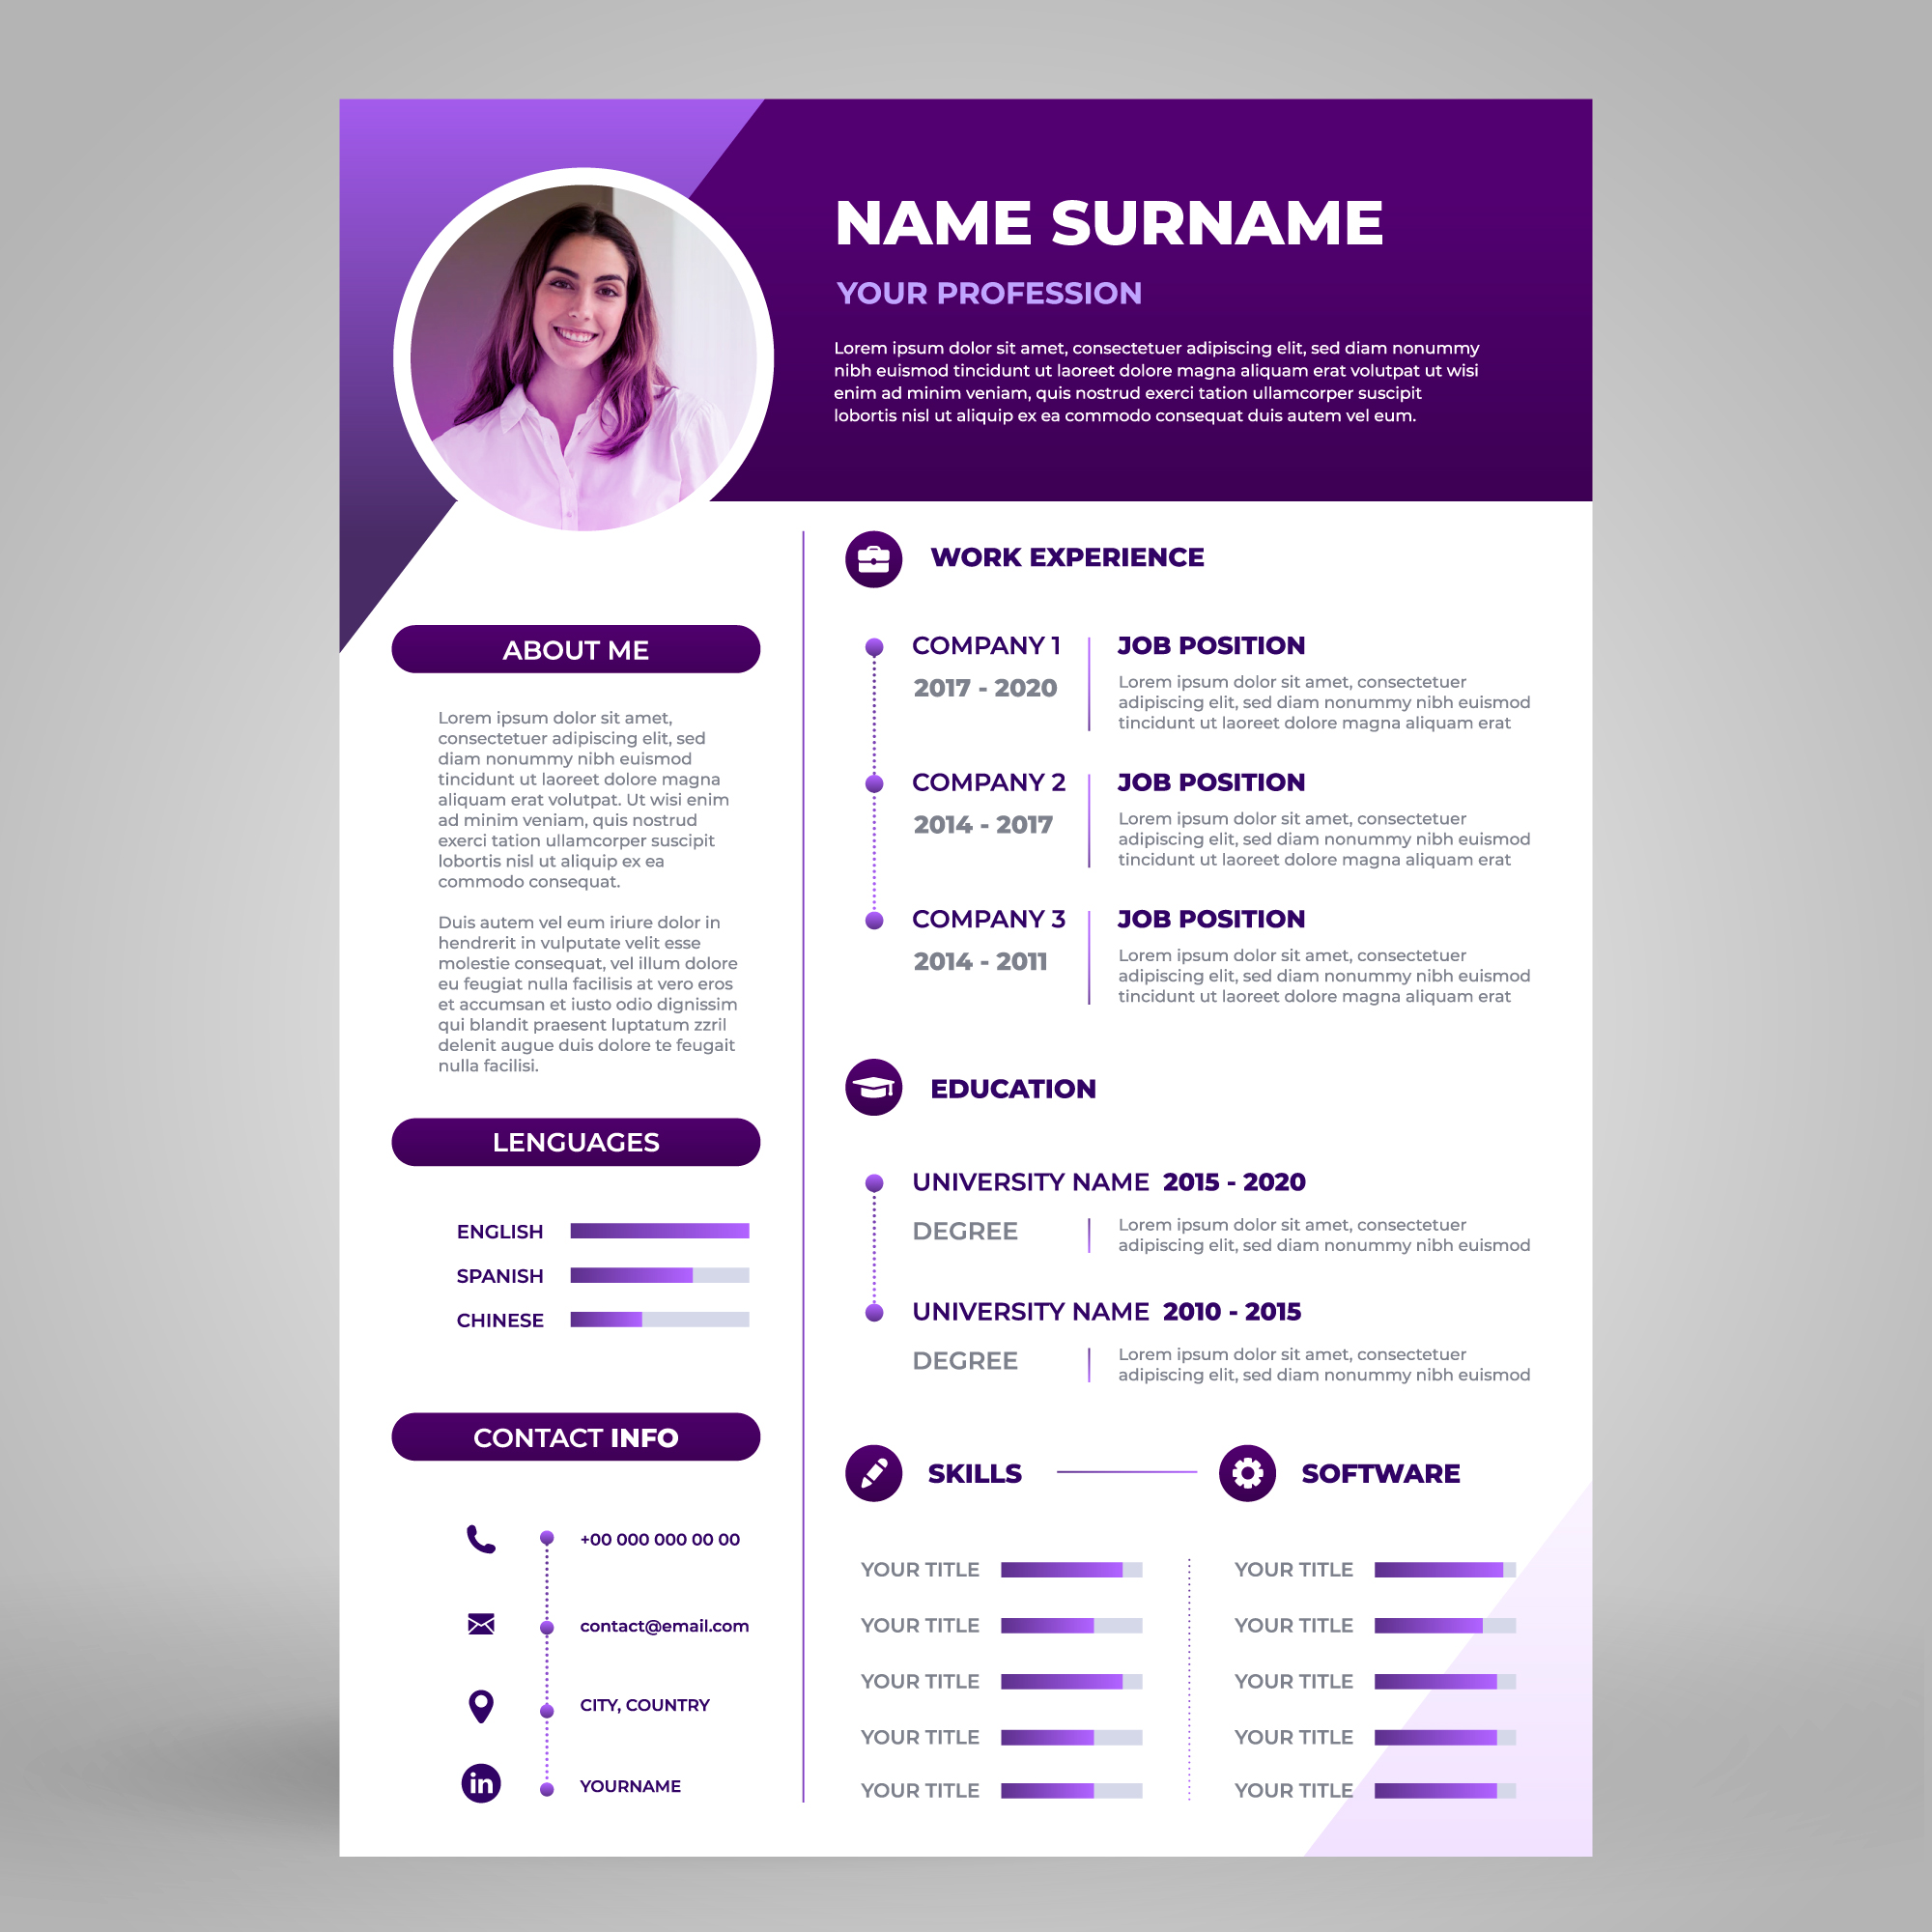 NAME SURNAME
YOUR PROFESSION
Lorem ipsum dolor sit amet, consectetuer adipiscing elit, sed diam nonummy
nibh euismod tincidunt ut laoreet dolore magna aliquam erat volutpat ut wisi
enim ad minim veniam, quis nostrud exerci tation ullamcorper suscipit
lobortis nisl ut aliquip ex ea commodo consequat duis autem vel eum.
ABOUT ME
Lorem ipsum dolor sit amet,
consectetuer adipiscing elit, sed
diam nonummy nibh euismod
tincidunt ut laoreet dolore magna
aliquam erat volutpat. Ut wisi enim
ad minim veniam, quis nostrud
exerci tation ullamcorper suscipit
lobortis nisl ut aliquip ex ea
commodo consequat.
Duis autem vel eum iriure dolor in
hendrerit in vulputate velit esse
molestie consequat, vel illum dolore
eu feugiat nulla facilisis at vero eros
et accumsan et iusto odio dignissim
qui blandit praesent luptatum zzril
delenit augue duis dolore te feugait
nulla facilisi.
LENGUAGES
ENGLISH
SPANISH
CHINESE
CONTACT INFO
+00 000 000 00 00
contact@email.com
CITY, COUNTRY
in
YOURNAME
WORK EXPERIENCE
COMPANY 1
2017 - 2020
JOB POSITION
Lorem ipsum dolor sit amet, consectetuer
adipiscing elit, sed diam nonummy nibh euismod
tincidunt ut laoreet dolore magna aliquam erat
COMPANY 2
2014 - 2017
JOB POSITION
Lorem ipsum dolor sit amet, consectetuer
adipiscing elit, sed diam nonummy nibh euismod
tincidunt ut laoreet dolore magna aliquam erat
COMPANY 3
2014 - 2011
JOB POSITION
Lorem ipsum dolor sit amet, consectetuer
adipiscing elit, sed diam nonummy nibh euismod
tincidunt ut laoreet dolore magna aliquam erat
EDUCATION
UNIVERSITY NAME 2015 - 2020
DEGREE
Lorem ipsum dolor sit amet, consectetuer
adipiscing elit, sed diam nonummy nibh euismod
UNIVERSITY NAME 2010 - 2015
DEGREE
Lorem ipsum dolor sit amet, consectetuer
adipiscing elit, sed diam nonummy nibh euismod
SKILLS
YOUR TITLE
YOUR TITLE
YOUR TITLE
YOUR TITLE
YOUR TITLE
SOFTWARE
YOUR TITLE
YOUR TITLE
YOUR TITLE
YOUR TITLE
YOUR TITLE